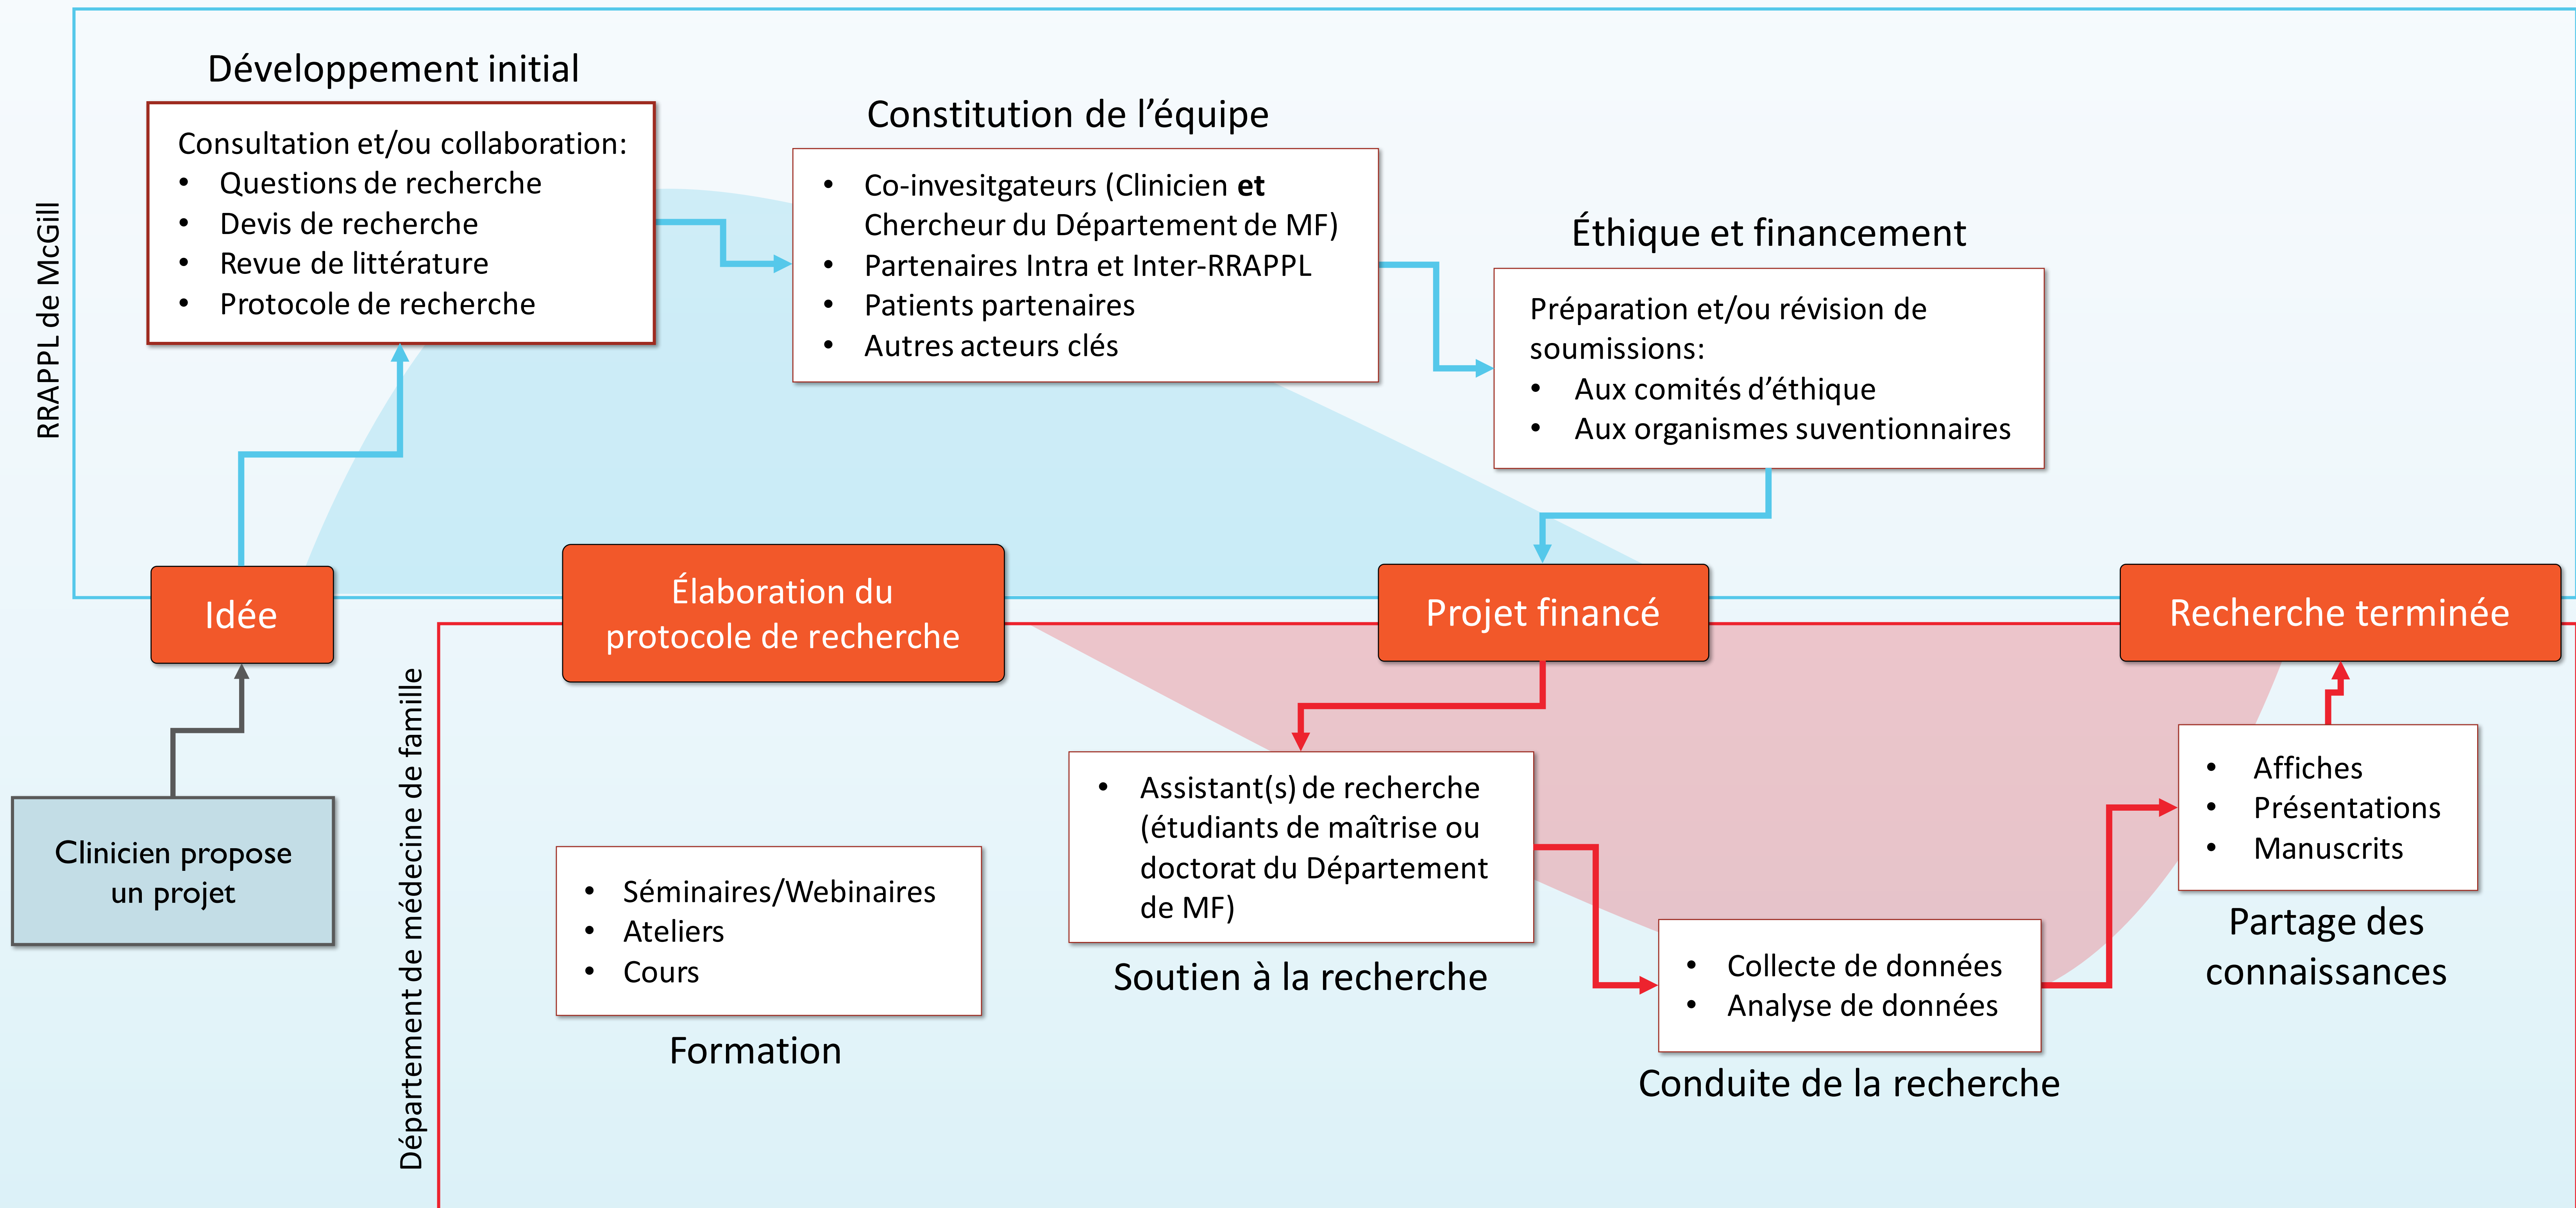 RRAPPL de McGill
Développement initial
Consultation et/ou collaboration:
• Questions de recherche
• Devis de recherche
• Revue de littérature
• Protocole de recherche
Constitution de l’équipe
• Co-invesitgateurs (Clinicien et
Chercheur du Département de MF)
• Partenaires Intra et Inter-RRAPPL
• Patients partenaires
• Autres acteurs clés
Éthique et financement
Préparation et/ou révision de
soumissions:
• Aux comités d’éthique
• Aux organismes suventionnaires
Idée
Élaboration du
protocole de recherche
Projet financé
Recherche terminée
Clinicien propose
un projet
Département de médecine de famille
• Séminaires/Webinaires
• Ateliers
• Cours
Formation
• Assistant(s) de recherche
(étudiants de maîtrise ou
doctorat du Département
de MF)
Soutien à la recherche
• Collecte de données
• Analyse de données
Conduite de la recherche
• Affiches
• Présentations
• Manuscrits
Partage des
connaissances